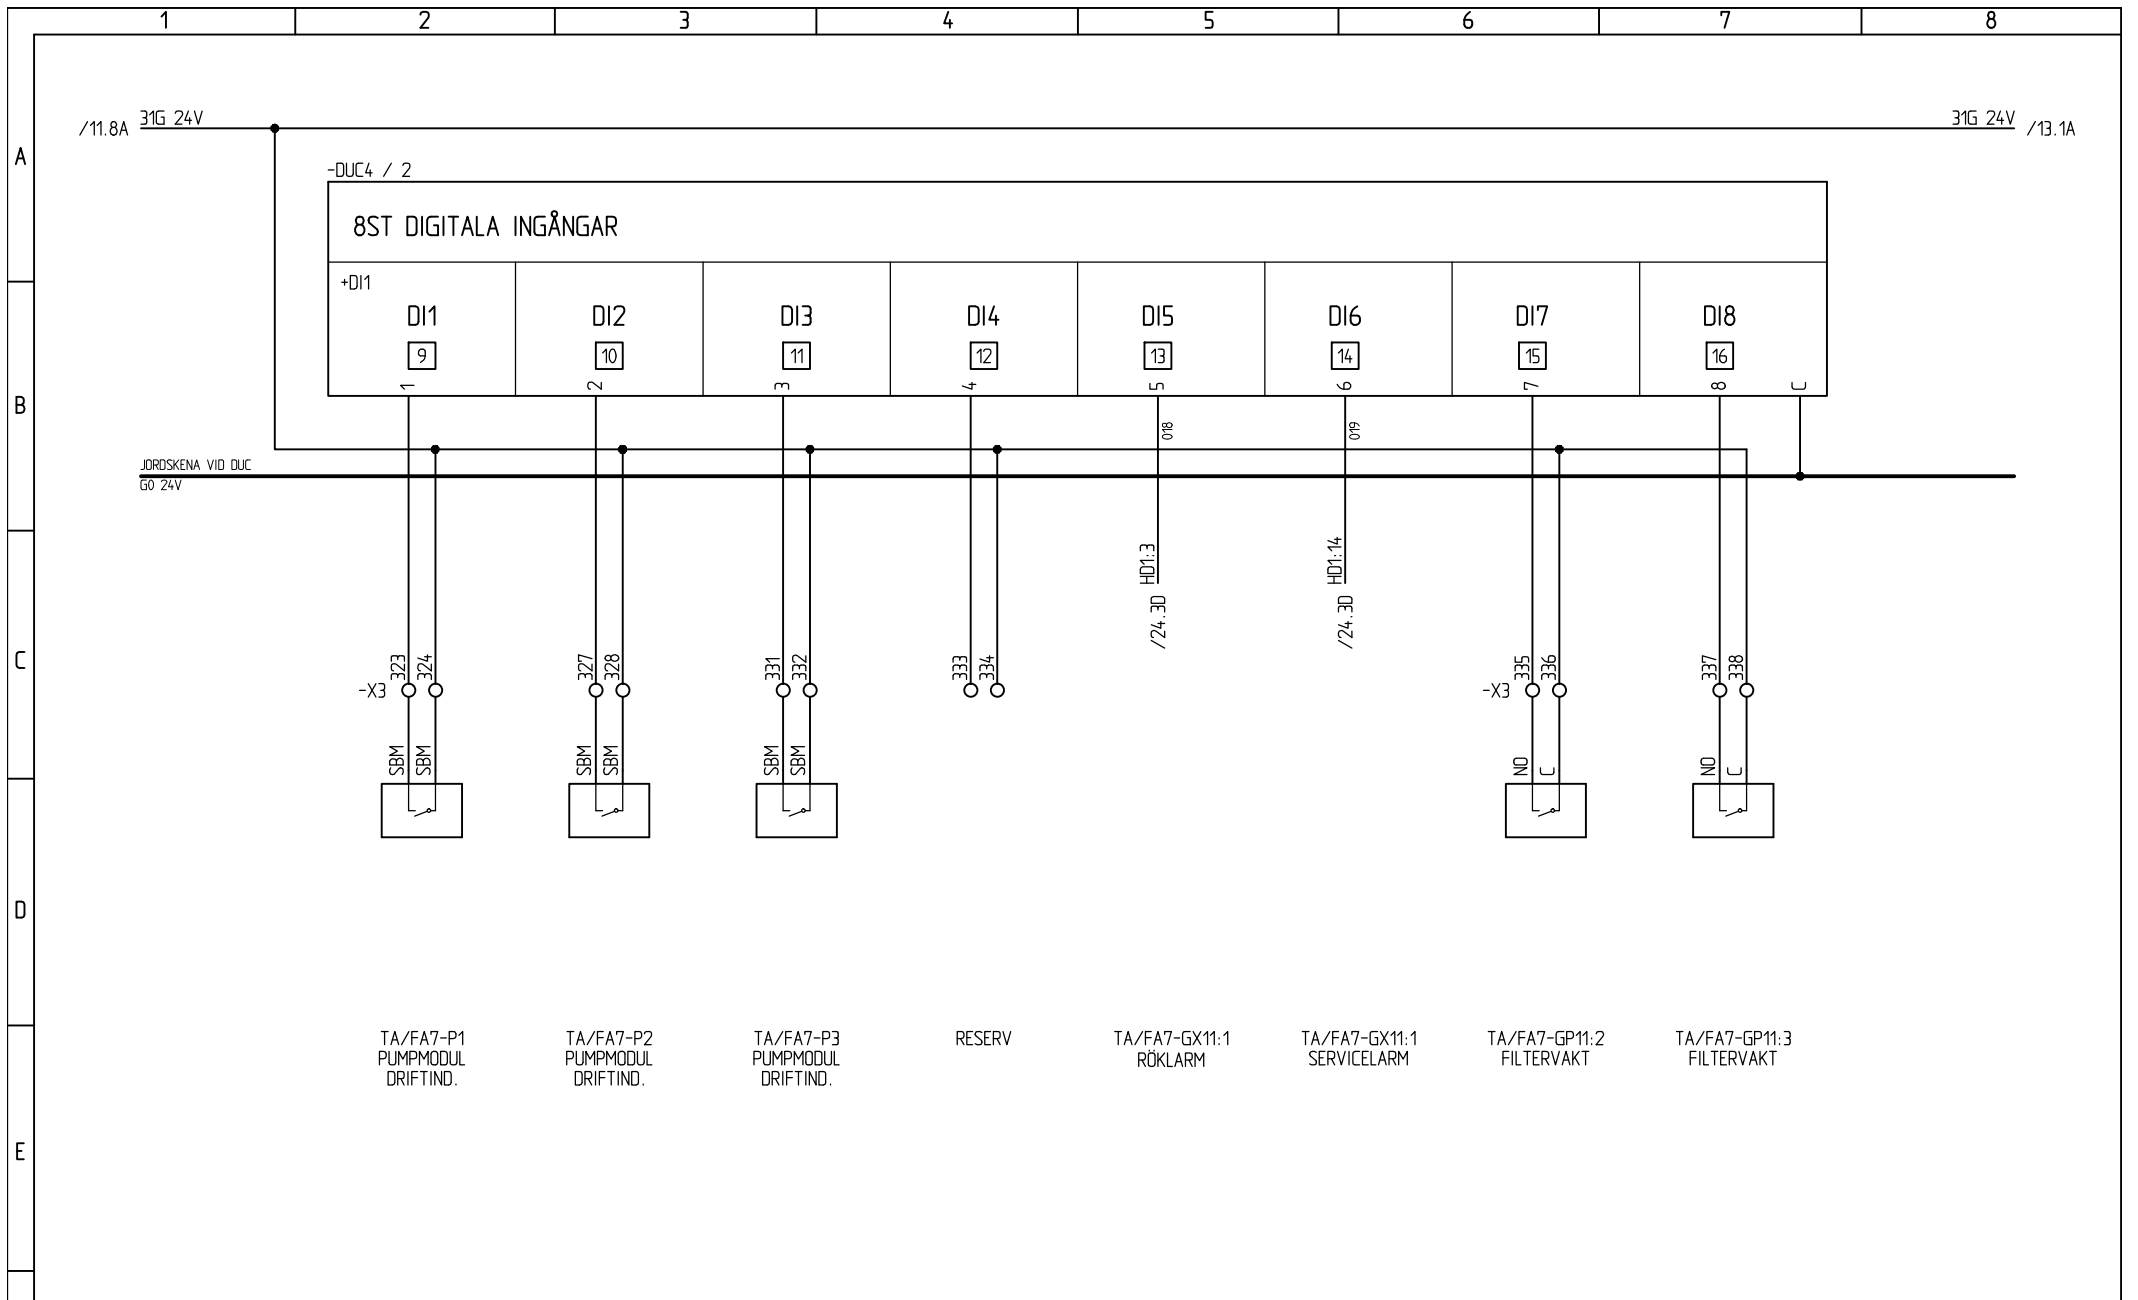 1 2 3 4 5 6 7 8
31G 24V 31G 24V
/11.8A /13.1A
A
-DUC4 / 2
8ST DIGITALA INGÅNGAR
+DI1
DI1 DI2 DI3 DI4 DI5 DI6 DI7 DI8
9 10 11 12 13 14 15 16
1 2 3 4 5 6 7 8 C
B
018 019
JORDSKENA VID DUC
G0 24V
HD1:3 HD1:14
/24.3D /24.3D
C
323 324 327 328 331 332 333 334 335 336 337 338
-X3 -X3
SBM SBM SBM SBM SBM SBM NO C NO C
D
TA/FA7-P1 TA/FA7-P2 TA/FA7-P3 RESERV TA/FA7-GX11:1 TA/FA7-GX11:1 TA/FA7-GP11:2 TA/FA7-GP11:3
PUMPMODUL PUMPMODUL PUMPMODUL RÖKLARM SERVICELARM FILTERVAKT FILTERVAKT
DRIFTIND. DRIFTIND. DRIFTIND.
E